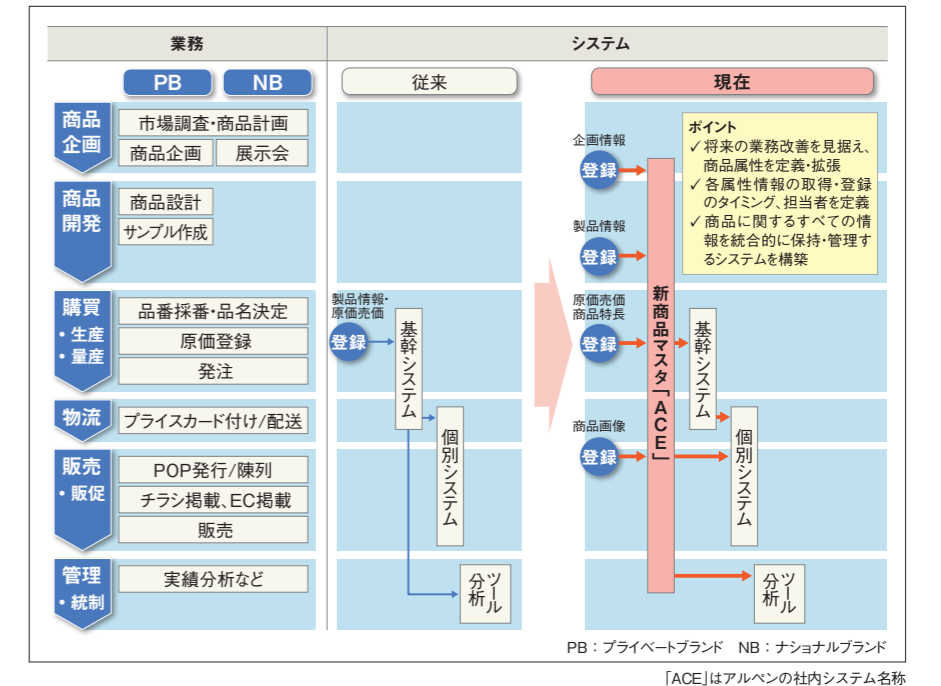 業務
システム
PB
NB
従来
現在
商品
企画
市場調査・商品計画
商品企画
展示会
企画情報
登録
ポイント
✓将来の業務改善を見据え、
商品属性を定義・拡張
✓各属性情報の取得・登録
のタイミング、担当者を定義
✓商品に関するすべての情
報を統合的に保持・管理す
るシステムを構築
商品
開発
商品設計
サンプル作成
製品情報
登録
購買
・生産
・量産
品番採番・品名決定
原価登録
発注
製品情報・
原価売価
登録
基幹システム
原価売価
商品特長
登録
新商品マスタ「ACE」
基幹システム
物流
プライスカード付け/配送
個別システム
商品画像
登録
個別システム
販売
・販促
POP発行/陳列
チラシ掲載、EC掲載
販売
管理
・統制
実績分析など
分析
ツール
分析
ツール
PB：プライベートブランド NB：ナショナルブランド
「ACE」はアルペンの社内システム名称